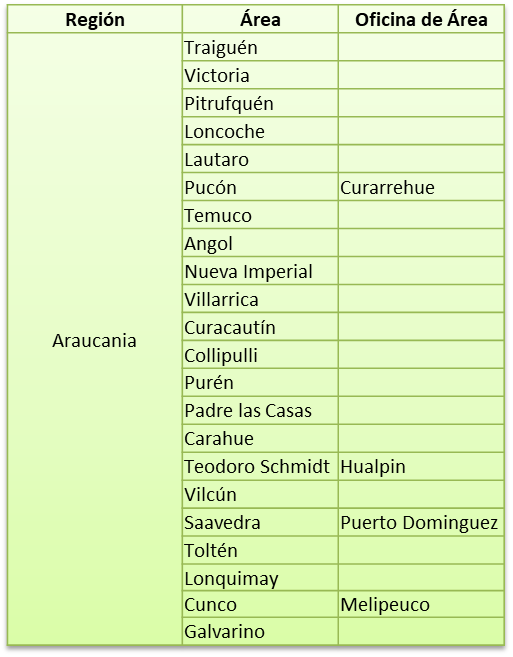 Región Área Oficina de Área
Traiguén
Victoria
Pitrufquén
Loncoche
Lautaro
Pucón Curarrehue
Temuco
Angol
Nueva Imperial
Villarrica
Curacautín
Araucania
Collipulli
Purén
Padre las Casas
Carahue
Teodoro Schmidt Hualpin
Vilcún
Saavedra Puerto Dominguez
Toltén
Lonquimay
Cunco Melipeuco
Galvarino